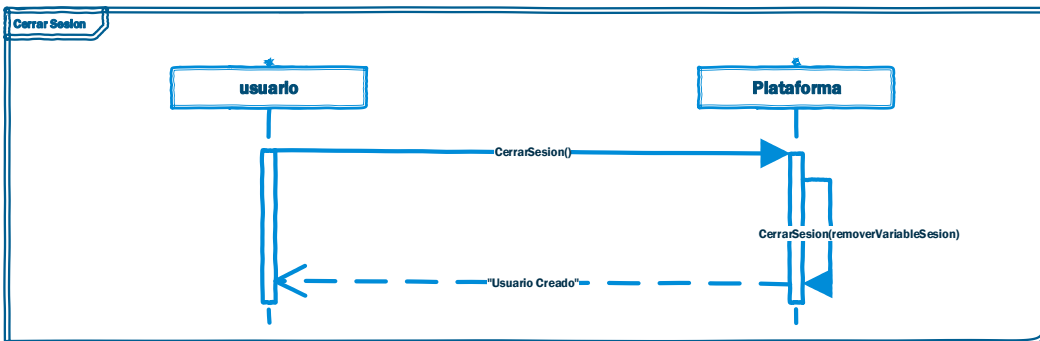 Cerrar Sesion
usuario
Plataforma
CerrarSesion()
CerrarSesion(removerVariableSesion)
"Usuario Creado"